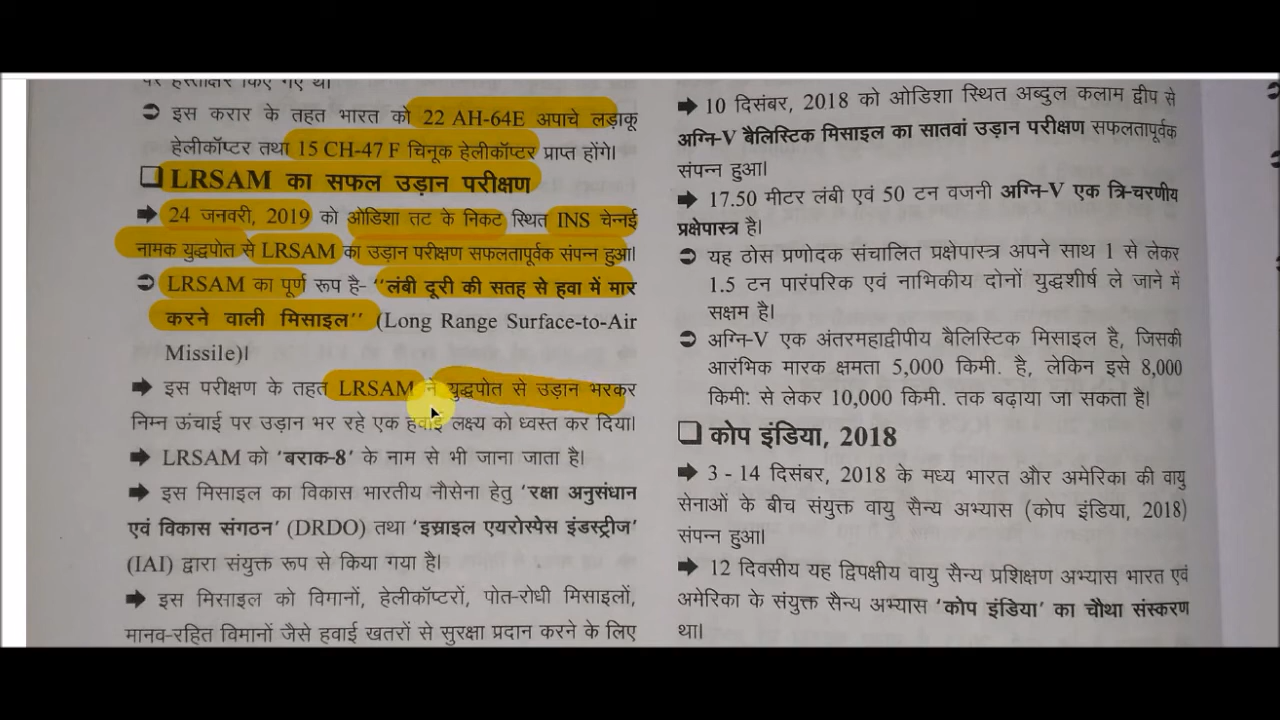 पर हस्ताक्षर किए गए थे।
➲ इस करार के तहत भारत को 22 AH-64E अपाचे लड़ाकू
हेलीकॉप्टर तथा 15 CH-47 F चिनूक हेलीकॉप्टर प्राप्त होंगे।
❑ LRSAM का सफल उड़ान परीक्षण
➡ 24 जनवरी, 2019 को ओडिशा तट के निकट स्थित INS चेन्नई
नामक युद्धपोत से LRSAM का उड़ान परीक्षण सफलतापूर्वक संपन्न हुआ।
➲ LRSAM का पूर्ण रूप है- ''लंबी दूरी की सतह से हवा में मार
करने वाली मिसाइल'' (Long Range Surface-to-Air
Missile)।
➡ इस परीक्षण के तहत LRSAM ने युद्धपोत से उड़ान भरकर
निम्न ऊंचाई पर उड़ान भर रहे एक हवाई लक्ष्य को ध्वस्त कर दिया।
➡ LRSAM को 'बराक-8' के नाम से भी जाना जाता है।
➡ इस मिसाइल का विकास भारतीय नौसेना हेतु 'रक्षा अनुसंधान
एवं विकास संगठन' (DRDO) तथा 'इस्राइल एयरोस्पेस इंडस्ट्रीज'
(IAI) द्वारा संयुक्त रूप से किया गया है।
➡ इस मिसाइल को विगानों, हेलीकॉप्टरों, पोत-रोधी मिसाइलों,
मानव-रहित विमानों जैसे हवाई खतरों से सुरक्षा प्रदान करने के लिए
➡ 10 दिसंबर, 2018 को ओडिशा स्थित अब्दुल कलाम द्वीप से
अग्नि-V बैलिस्टिक मिसाइल का सातवां उड़ान परीक्षण सफलतापूर्वक
संपन्न हुआ।
➡ 17.50 मीटर लंबी एवं 50 टन वजनी अग्नि-V एक त्रि-चरणीय
प्रक्षेपास्त्र है।
➲ यह ठोस प्रणोदक संचालित प्रक्षेपास्त्र अपने साथ 1 से लेकर
1.5 टन पारंपरिक एवं नाभिकीय दोनों युद्धशीर्ष ले जाने में
सक्षम है।
➲ अग्नि-V एक अंतरमहाद्वीपीय बैलिस्टिक मिसाइल है, जिसकी
आरंभिक मारक क्षमता 5,000 किमी. है, लेकिन इसे 8,000
किमी: से लेकर 10,000 किमी. तक बढ़ाया जा सकता है।
❑ कोप इंडिया, 2018
➡ 3 - 14 दिसंबर, 2018 के मध्य भारत और अमेरिका की वायु
सेनाओं के बीच संयुक्त वायु सैन्य अभ्यास (कोप इंडिया, 2018)
संपन्न हुआ।
➡ 12 दिवसीय यह द्विपक्षीय वायु सैन्य प्रशिक्षण अभ्यास भारत एवं
अमेरिका के संयुक्त सैन्य अभ्यास 'कोप इंडिया' का चौथा संस्करण
था।